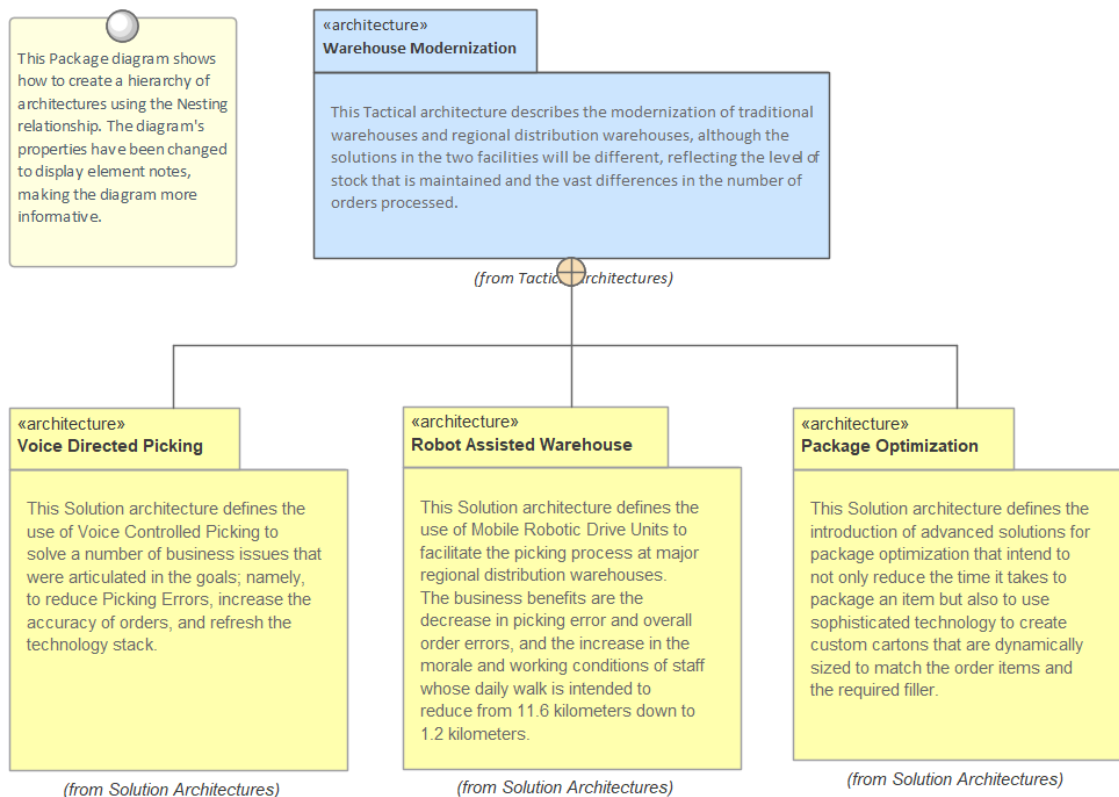 This Package diagram shows
how to create a hierarchy of
architectures using the Nesting
relationship. The diagram's
properties have been changed
to display element notes,
making the diagram more
informative.
«architecture»
Warehouse Modernization
This Tactical architecture describes the modernization of traditional
warehouses and regional distribution warehouses, although the
solutions in the two facilities will be different, reflecting the level of
stock that is maintained and the vast differences in the number of
orders processed.
(from Tactical Architectures)
«architecture»
Voice Directed Picking
This Solution architecture defines the
use of Voice Controlled Picking to
solve a number of business issues that
were articulated in the goals; namely,
to reduce Picking Errors, increase the
accuracy of orders, and refresh the
technology stack.
(from Solution Architectures)
«architecture»
Robot Assisted Warehouse
This Solution architecture defines the
use of Mobile Robotic Drive Units to
facilitate the picking process at major
regional distribution warehouses.
The business benefits are the
decrease in picking error and overall
order errors, and the increase in the
morale and working conditions of staff
whose daily walk is intended to
reduce from 11.6 kilometers down to
1.2 kilometers.
(from Solution Architectures)
«architecture»
Package Optimization
This Solution architecture defines the
introduction of advanced solutions for
package optimization that intend to
not only reduce the time it takes to
package an item but also to use
sophisticated technology to create
custom cartons that are dynamically
sized to match the order items and
the required filler.
(from Solution Architectures)